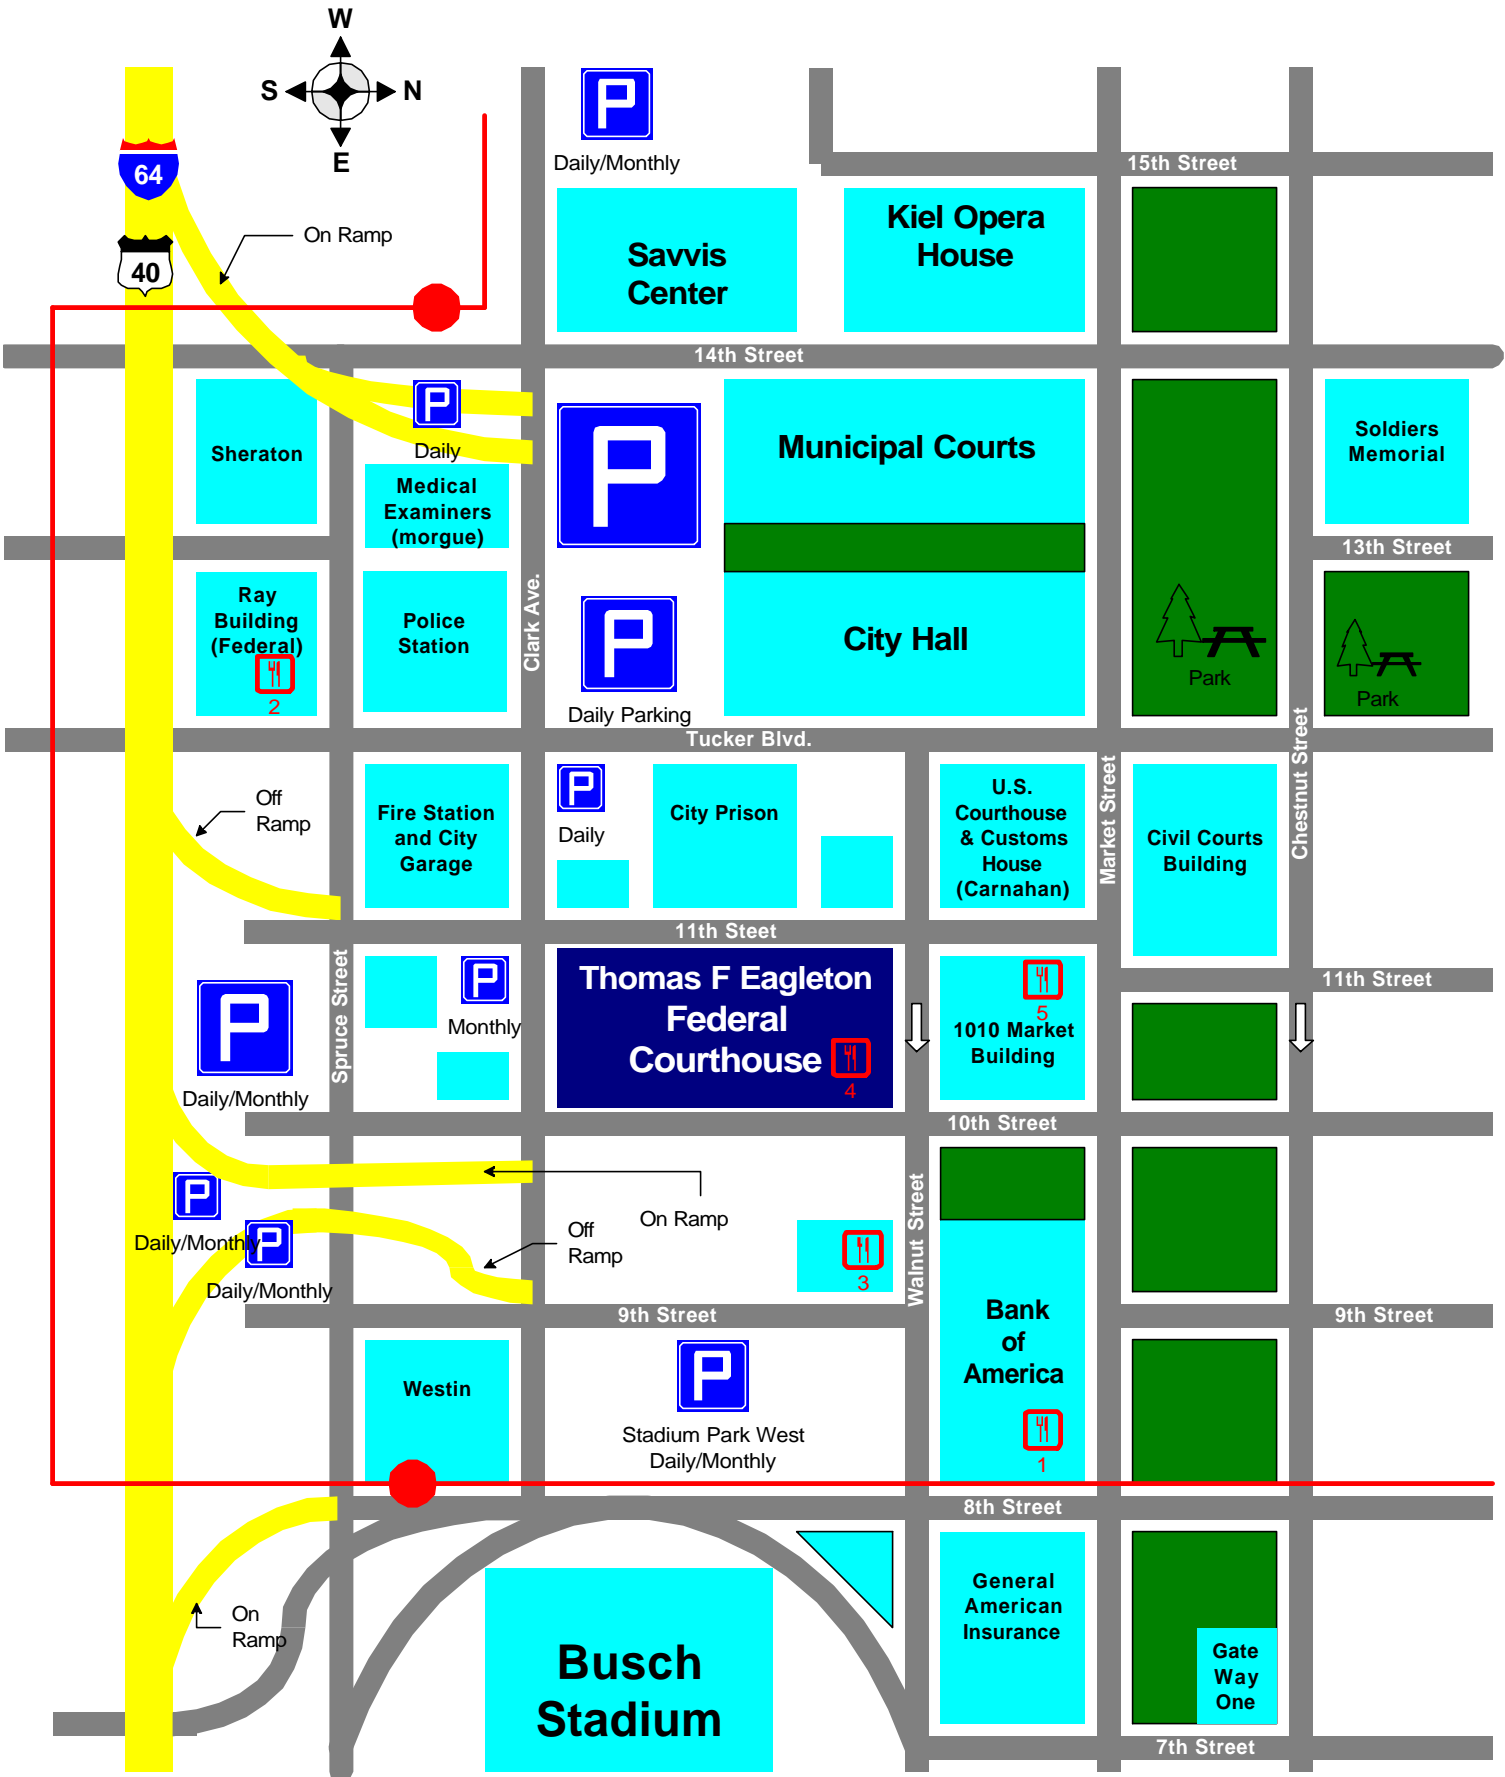 W
S
N
E
64
40
On Ramp
P
Daily/Monthly
15th Street
Savvis
Center
Kiel Opera
House
14th Street
Sheraton
P
Daily
Medical
Examiners
(morgue)
P
Municipal Courts
Soldiers
Memorial
13th Street
Ray
Building
(Federal)
2
Police
Station
Clark Ave.
P
Daily Parking
City Hall
Park
Park
Tucker Blvd.
Off
Ramp
Fire Station
and City
Garage
P
Daily
City Prison
U.S.
Courthouse
& Customs
House
(Carnahan)
Market Street
Civil Courts
Building
Chestnut Street
11th Steet
11th Street
P
Daily/Monthly
Spruce Street
P
Monthly
Thomas F Eagleton
Federal
Courthouse
4
5
1010 Market
Building
10th Street
P
Daily/Monthly
P
Daily/Monthly
On Ramp
Off
Ramp
3
Walnut Street
9th Street
9th Street
Bank
of
America
1
Westin
P
Stadium Park West
Daily/Monthly
8th Street
On
Ramp
Busch
Stadium
General
American
Insurance
Gate
Way
One
7th Street